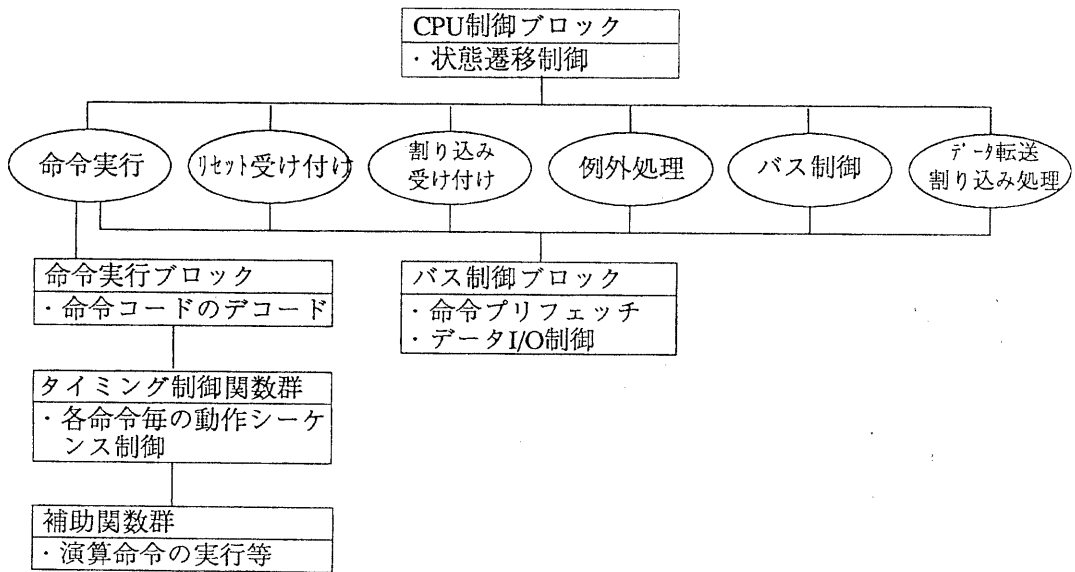 CPU制御ブロック
・状態遷移制御
命令実行
リセット受け付け
割り込み
受け付け
例外処理
バス制御
データ転送
割り込み処理
命令実行ブロック
・命令コードのデコード
バス制御ブロック
・命令プリフェッチ
・データI/O制御
タイミング制御関数群
・各命令毎の動作シーケ
ンス制御
補助関数群
・演算命令の実行等